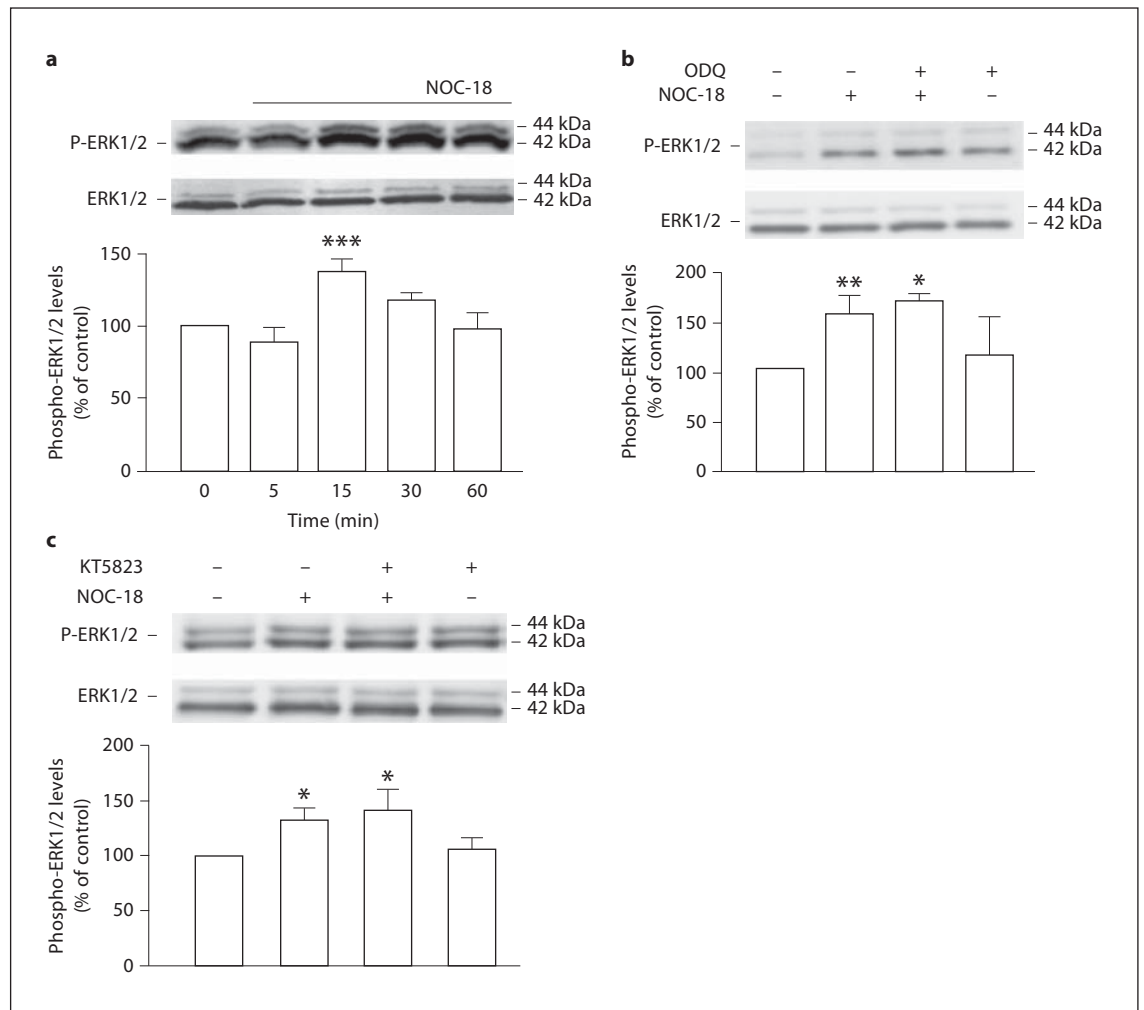 a
NOC-18
P-ERK1/2 –
– 44 kDa
– 42 kDa
ERK1/2 –
– 44 kDa
– 42 kDa
***
Phospho-ERK1/2 levels
(% of control)
150
100
50
0
0 5 15 30 60
Time (min)
b
ODQ – – + +
NOC-18 – + + –
P-ERK1/2 –
– 44 kDa
– 42 kDa
ERK1/2 –
– 44 kDa
– 42 kDa
** *
Phospho-ERK1/2 levels
(% of control)
200
150
100
50
0
c
KT5823 – – + +
NOC-18 – + + –
P-ERK1/2 –
– 44 kDa
– 42 kDa
ERK1/2 –
– 44 kDa
– 42 kDa
* *
Phospho-ERK1/2 levels
(% of control)
200
150
100
50
0